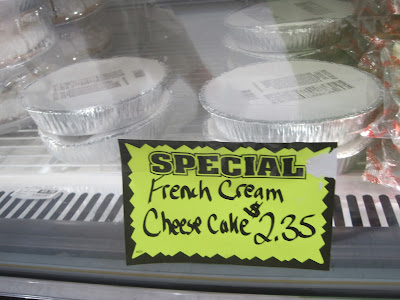 SPECIAL
French Cream
Cheese Cake $2.35